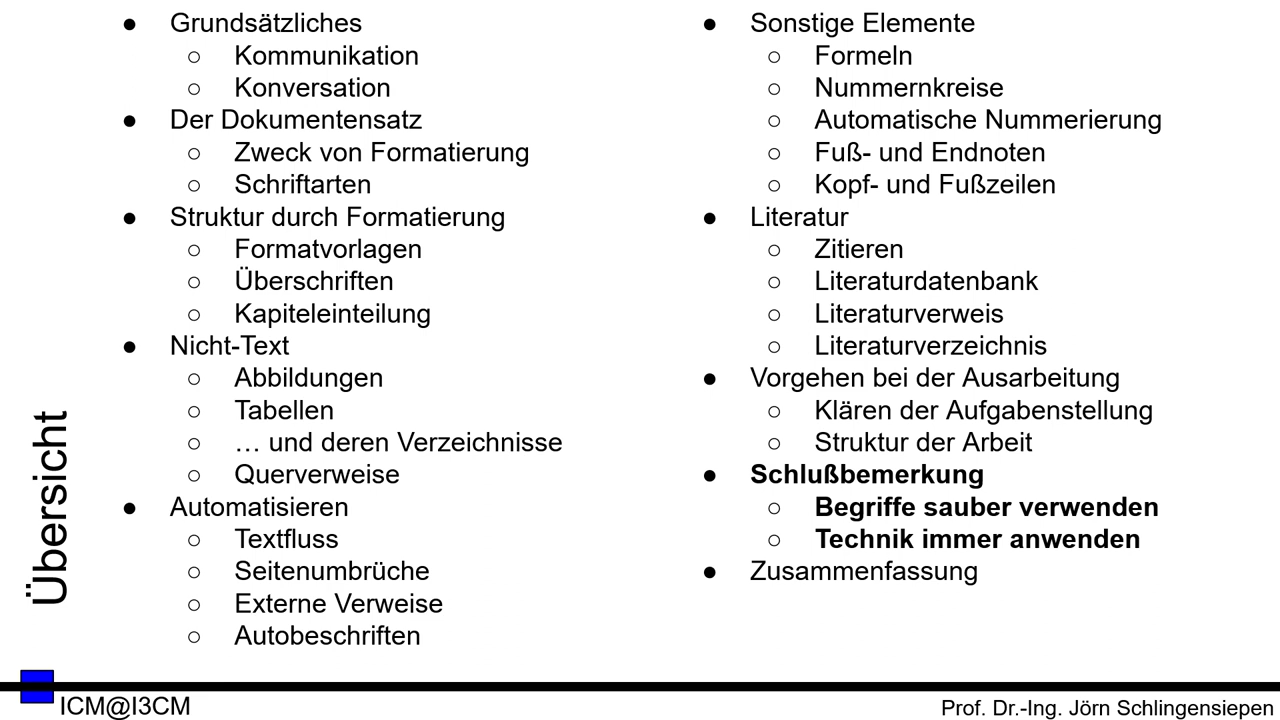 Übersicht
● Grundsätzliches
○ Kommunikation
○ Konversation
● Der Dokumentensatz
○ Zweck von Formatierung
○ Schriftarten
● Struktur durch Formatierung
○ Formatvorlagen
○ Überschriften
○ Kapiteleinteilung
● Nicht-Text
○ Abbildungen
○ Tabellen
○ … und deren Verzeichnisse
○ Querverweise
● Automatisieren
○ Textfluss
○ Seitenumbrüche
○ Externe Verweise
○ Autobeschriften
● Sonstige Elemente
○ Formeln
○ Nummernkreise
○ Automatische Nummerierung
○ Fuß- und Endnoten
○ Kopf- und Fußzeilen
● Literatur
○ Zitieren
○ Literaturdatenbank
○ Literaturverweis
○ Literaturverzeichnis
● Vorgehen bei der Ausarbeitung
○ Klären der Aufgabenstellung
○ Struktur der Arbeit
● Schlußbemerkung
○ Begriffe sauber verwenden
○ Technik immer anwenden
● Zusammenfassung
ICM@I3CM
Prof. Dr.-Ing. Jörn Schlingensiepen